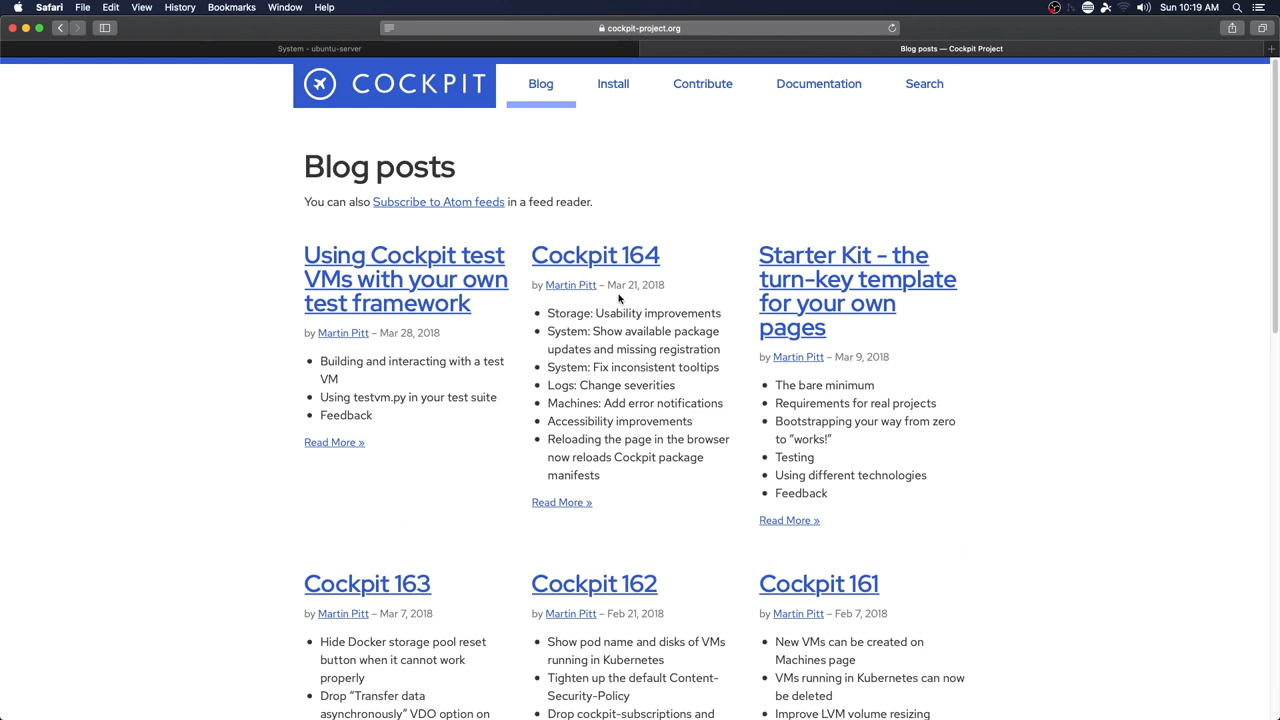 Safari File Edit View History Bookmarks Window Help Sun 10:19 AM
cockpit-project.org
System - ubuntu-server
Blog posts — Cockpit Project
COCKPIT
Blog
Install
Contribute
Documentation
Search
Blog posts
You can also Subscribe to Atom feeds in a feed reader.
Using Cockpit test
VMs with your own
test framework
by Martin Pitt – Mar 28, 2018
Building and interacting with a test
VM
Using testvm.py in your test suite
Feedback
Read More »
Cockpit 164
by Martin Pitt – Mar 21, 2018
Storage: Usability improvements
System: Show available package
updates and missing registration
System: Fix inconsistent tooltips
Logs: Change severities
Machines: Add error notifications
Accessibility improvements
Reloading the page in the browser
now reloads Cockpit package
manifests
Read More »
Starter Kit - the
turn-key template
for your own
pages
by Martin Pitt – Mar 9, 2018
The bare minimum
Requirements for real projects
Bootstrapping your way from zero
to “works!”
Testing
Using different technologies
Feedback
Read More »
Cockpit 163
by Martin Pitt – Mar 7, 2018
Hide Docker storage pool reset
button when it cannot work
properly
Drop “Transfer data
asynchronously” VDO option on
Cockpit 162
by Martin Pitt – Feb 21, 2018
Show pod name and disks of VMs
running in Kubernetes
Tighten up the default Content-
Security-Policy
Drop cockpit-subscriptions and
Cockpit 161
by Martin Pitt – Feb 7, 2018
New VMs can be created on
Machines page
VMs running in Kubernetes can now
be deleted
Improve LVM volume resizing